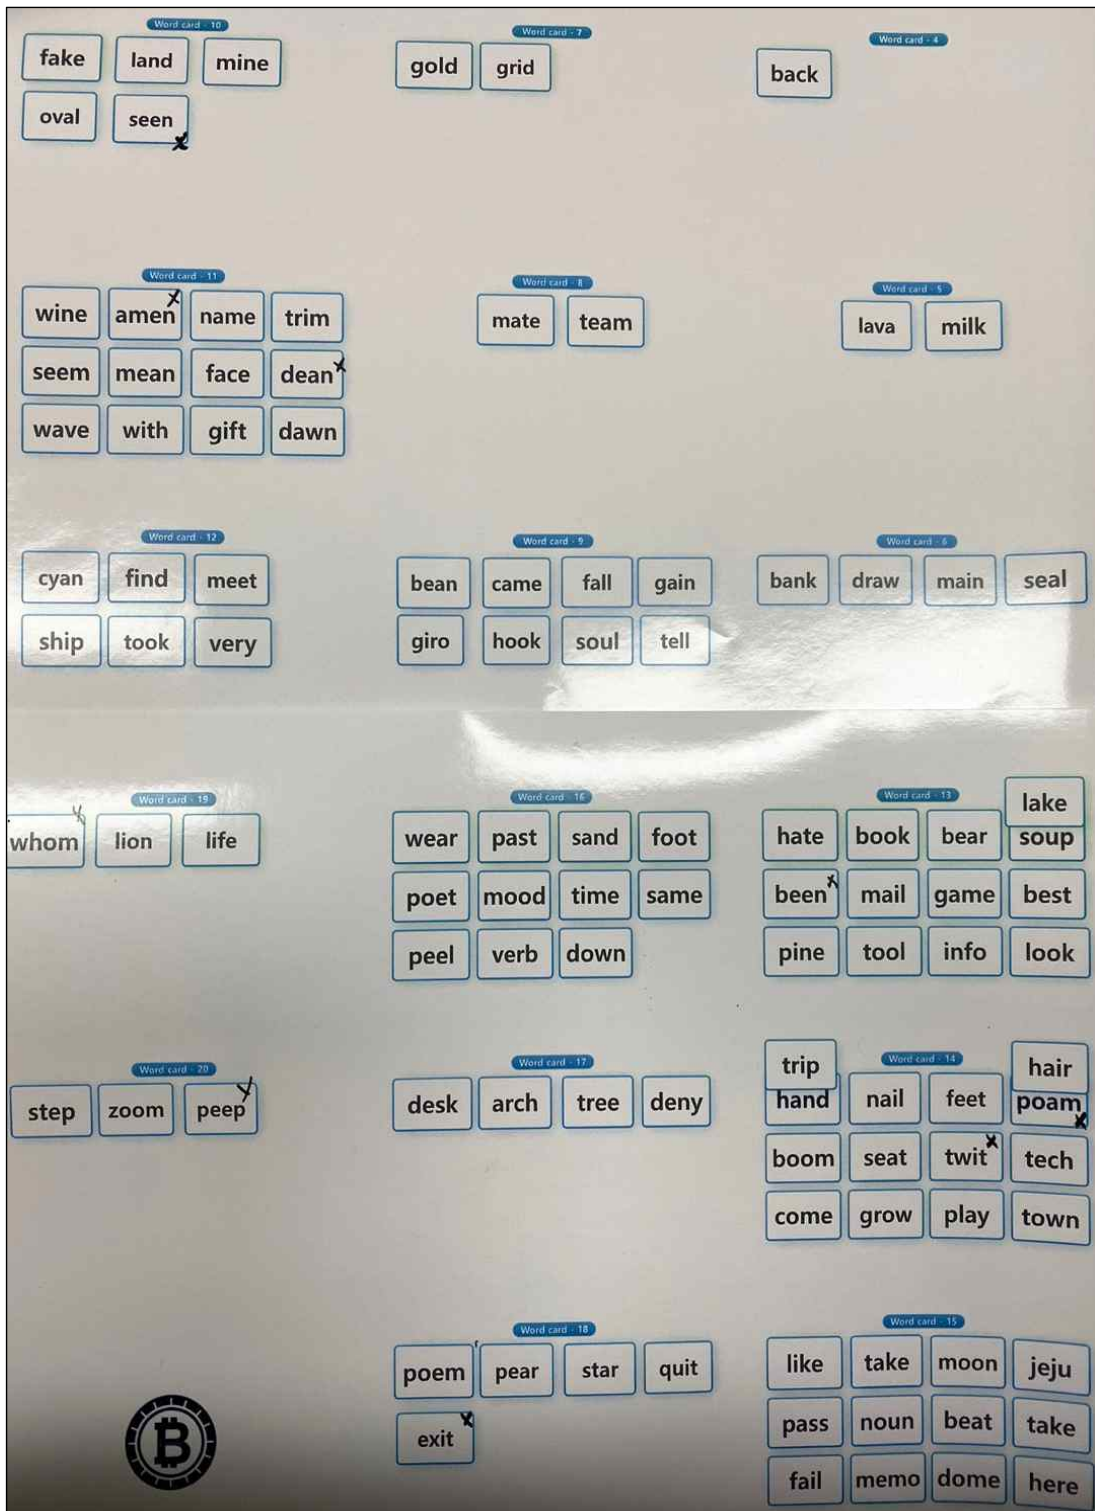 Word card - 10
fake land mine
oval seen
Word card - 7
gold grid
Word card - 4
back
Word card - 11
wine amen name trim
seem mean face dean
wave with gift dawn
Word card - 8
mate team
Word card - 5
lava milk
Word card - 12
cyan find meet
ship took very
Word card - 9
bean came fall gain
giro hook soul tell
Word card - 6
bank draw main seal
Word card - 19
whom lion life
Word card - 16
wear past sand foot
poet mood time same
peel verb down
Word card - 13
lake
hate book bear soup
been mail game best
pine tool info look
Word card - 20
step zoom peep
Word card - 17
desk arch tree deny
Word card - 14
trip hair
hand nail feet poam
boom seat twit tech
come grow play town
Word card - 18
poem pear star quit
exit
Word card - 15
like take moon jeju
pass noun beat take
fail memo dome here